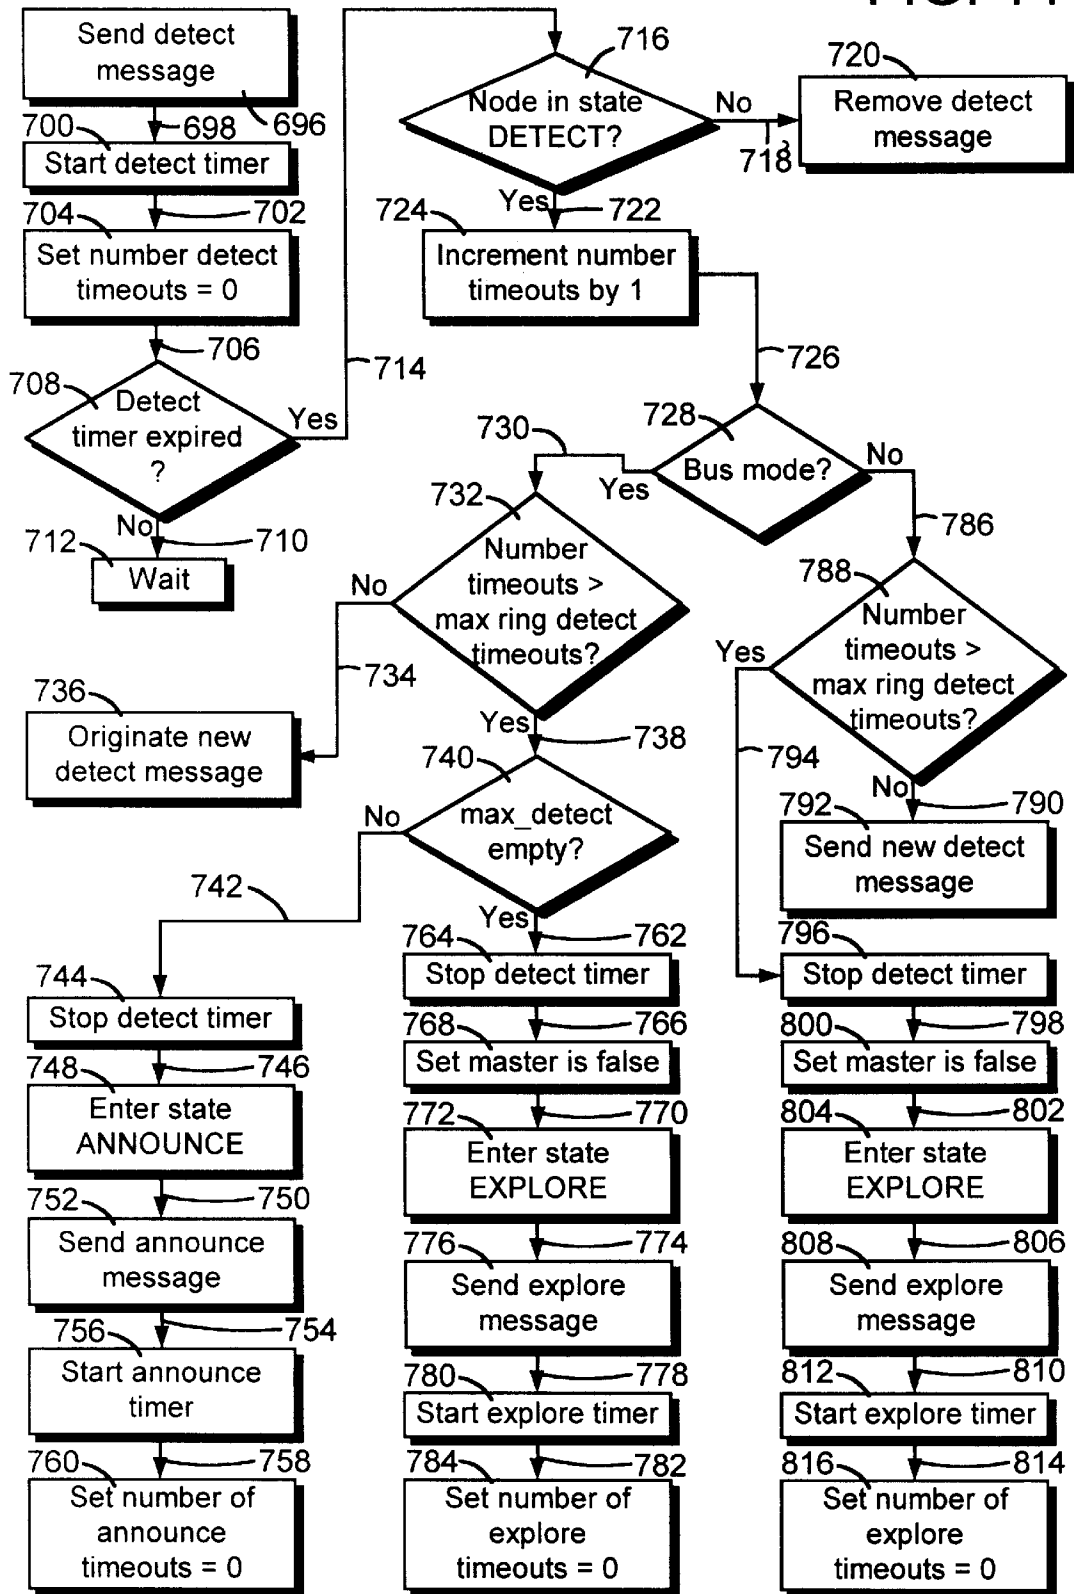 Send detect
message
696
698
700
Start detect timer
702
704
Set number detect
timeouts = 0
706
708
Detect
timer expired
?
Yes
No
710
712
Wait
714
716
Node in state
DETECT?
No
718
720
Remove detect
message
Yes
722
724
Increment number
timeouts by 1
726
728
Bus mode?
Yes
No
730
732
Number
timeouts >
max ring detect
timeouts?
No
734
736
Originate new
detect message
Yes
738
740
max_detect
empty?
No
742
744
Stop detect timer
746
748
Enter state
ANNOUNCE
750
752
Send announce
message
754
756
Start announce
timer
758
760
Set number of
announce
timeouts = 0
Yes
762
764
Stop detect timer
766
768
Set master is false
770
772
Enter state
EXPLORE
774
776
Send explore
message
778
780
Start explore timer
782
784
Set number of
explore
timeouts = 0
786
788
Number
timeouts >
max ring detect
timeouts?
Yes
No
790
792
Send new detect
message
794
796
Stop detect timer
798
800
Set master is false
802
804
Enter state
EXPLORE
806
808
Send explore
message
810
812
Start explore timer
814
816
Set number of
explore
timeouts = 0